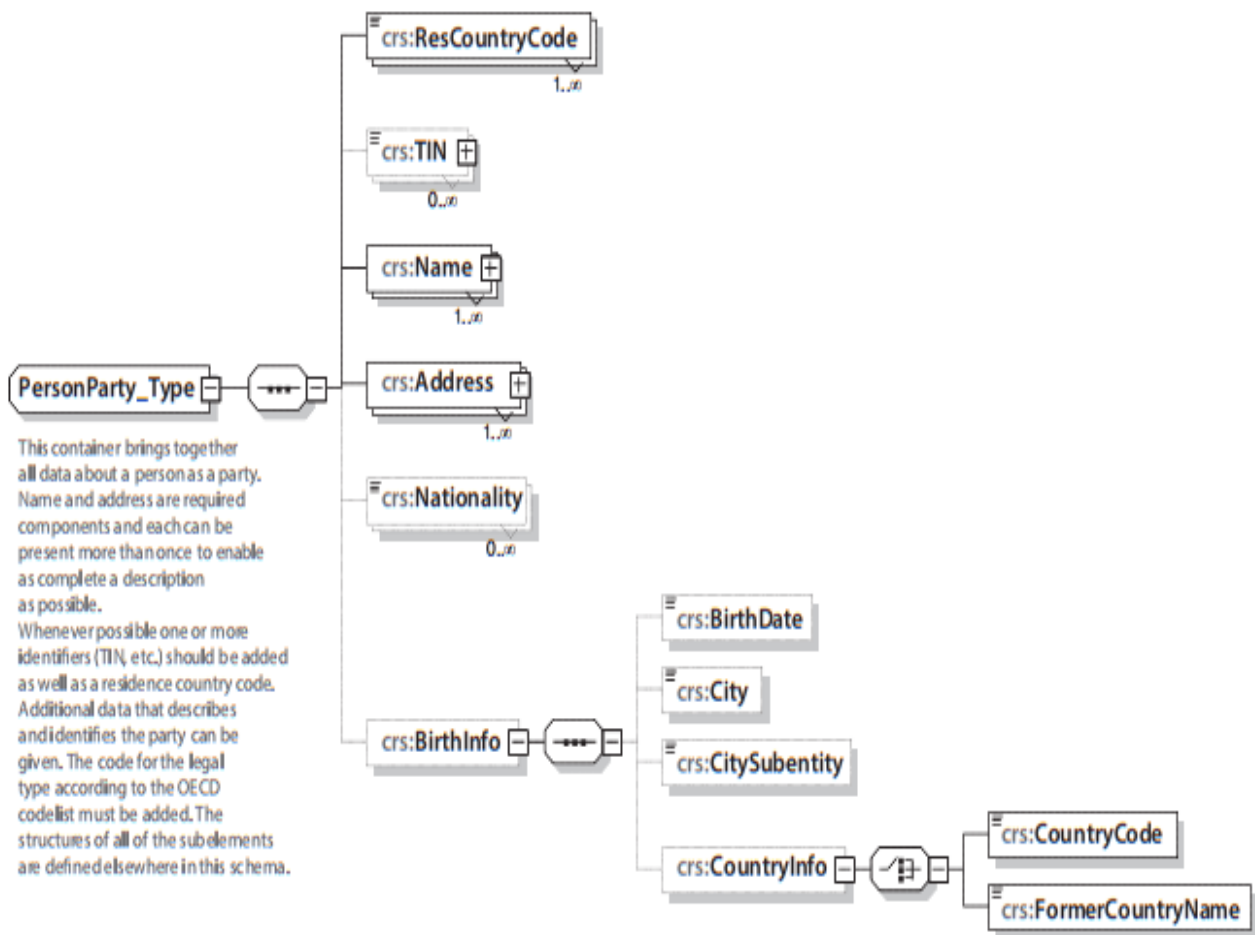 crs:ResCountryCode
1..∞
crs:TIN
0..∞
crs:Name
1..∞
crs:Address
1..∞
PersonParty_Type
This container brings together
all data about a person as a party.
Name and address are required
components and each can be
present more than once to enable
as complete a description
as possible.
Whenever possible one or more
identifiers (TIN, etc.) should be added
as well as a residence country code.
Additional data that describes
and identifies the party can be
given. The code for the legal
type according to the OECD
codelist must be added. The
structures of all of the subelements
are defined elsewhere in this schema.
crs:Nationality
0..∞
crs:BirthInfo
crs:BirthDate
crs:City
crs:CitySubentity
crs:CountryInfo
crs:CountryCode
crs:FormerCountryName